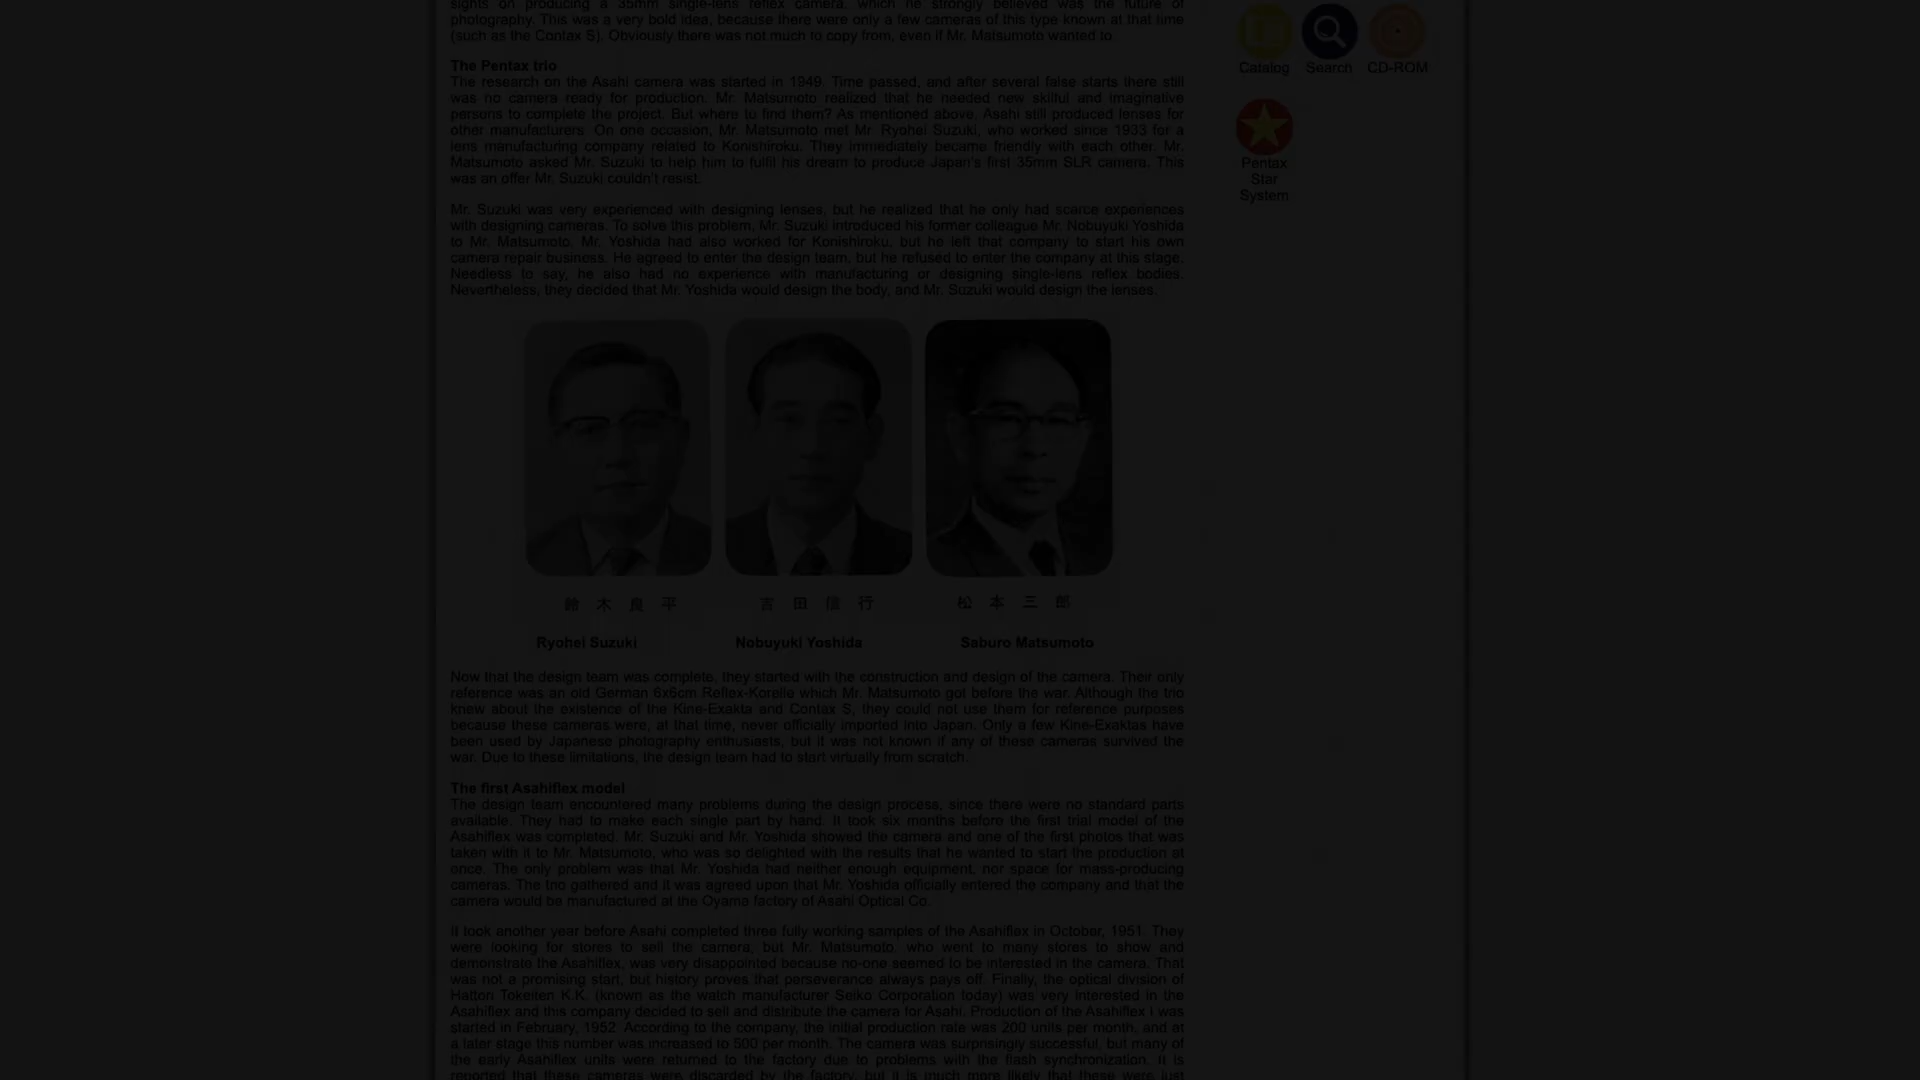 sights on producing a 35mm single-lens reflex camera, which he strongly believed was the future of
photography. This was a very bold idea, because there were only a few cameras of this type known at that time
(such as the Contax S). Obviously there was not much to copy from, even if Mr. Matsumoto wanted to.
The Pentax trio
The research on the Asahi camera was started in 1949. Time passed, and after several false starts there still
was no camera ready for production. Mr. Matsumoto realized that he needed new skilful and imaginative
persons to complete the project. But where to find them? As mentioned above, Asahi still produced lenses for
other manufacturers. On one occasion, Mr. Matsumoto met Mr. Ryohei Suzuki, who worked since 1933 for a
lens manufacturing company related to Konishiroku. They immediately became friendly with each other. Mr.
Matsumoto asked Mr. Suzuki to help him to fulfil his dream to produce Japan's first 35mm SLR camera. This
was an offer Mr. Suzuki couldn't resist.
Mr. Suzuki was very experienced with designing lenses, but he realized that he only had scarce experiences
with designing cameras. To solve this problem, Mr. Suzuki introduced his former colleague Mr. Nobuyuki Yoshida
to Mr. Matsumoto. Mr. Yoshida had also worked for Konishiroku, but he left that company to start his own
camera repair business. He agreed to enter the design team, but he refused to enter the company at this stage.
Needless to say, he also had no experience with manufacturing or designing single-lens reflex bodies.
Nevertheless, they decided that Mr. Yoshida would design the body, and Mr. Suzuki would design the lenses.
鈴木良平 吉田信行 松本三郎
Ryohei Suzuki Nobuyuki Yoshida Saburo Matsumoto
Now that the design team was complete, they started with the construction and design of the camera. Their only
reference was an old German 6x6cm Reflex-Korelle which Mr. Matsumoto got before the war. Although the trio
knew about the existence of the Kine-Exakta and Contax S, they could not use them for reference purposes
because these cameras were, at that time, never officially imported into Japan. Only a few Kine-Exaktas have
been used by Japanese photography enthusiasts, but it was not known if any of these cameras survived the
war. Due to these limitations, the design team had to start virtually from scratch.
The first Asahiflex model
The design team encountered many problems during the design process, since there were no standard parts
available. They had to make each single part by hand. It took six months before the first trial model of the
Asahiflex was completed. Mr. Suzuki and Mr. Yoshida showed the camera and one of the first photos that was
taken with it to Mr. Matsumoto, who was so delighted with the results that he wanted to start the production at
once. The only problem was that Mr. Yoshida had neither enough equipment, nor space for mass-producing
cameras. The trio gathered and it was agreed upon that Mr. Yoshida officially entered the company and that the
camera would be manufactured at the Oyama factory of Asahi Optical Co.
It took another year before Asahi completed three fully working samples of the Asahiflex in October, 1951. They
were looking for stores to sell the camera, but Mr. Matsumoto, who went to many stores to show and
demonstrate the Asahiflex, was very disappointed because no-one seemed to be interested in the camera. That
was not a promising start, but history proves that perseverance always pays off. Finally, the optical division of
Hattori Tokeiten K.K. (known as the watch manufacturer Seiko Corporation today) was very interested in the
Asahiflex and this company decided to sell and distribute the camera for Asahi. Production of the Asahiflex I was
started in February, 1952. According to the company, the initial production rate was 200 units per month, and at
a later stage this number was increased to 500 per month. The camera was surprisingly successful, but many of
the early Asahiflex units were returned to the factory due to problems with the flash synchronization. It is
reported that these cameras were discarded by the factory, but it is much more likely that these were just
Catalog Search CD-ROM
Pentax
Star
System